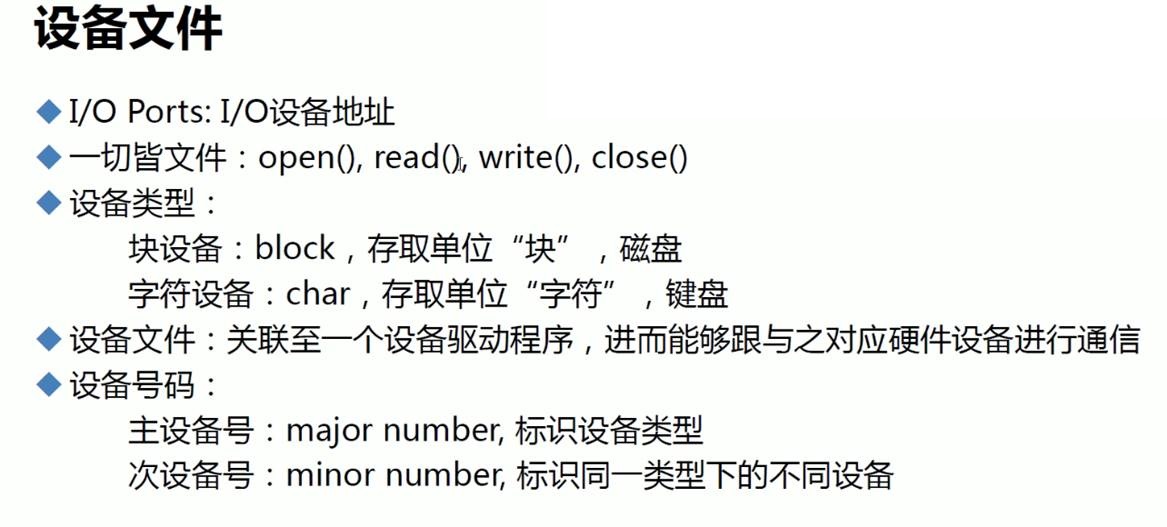 设备文件
◆ I/O Ports: I/O设备地址
◆ 一切皆文件：open(), read(), write(), close()
◆ 设备类型：
块设备：block，存取单位“块”，磁盘
字符设备：char，存取单位“字符”，键盘
◆ 设备文件：关联至一个设备驱动程序，进而能够跟与之对应硬件设备进行通信
◆ 设备号码：
主设备号：major number, 标识设备类型
次设备号：minor number, 标识同一类型下的不同设备